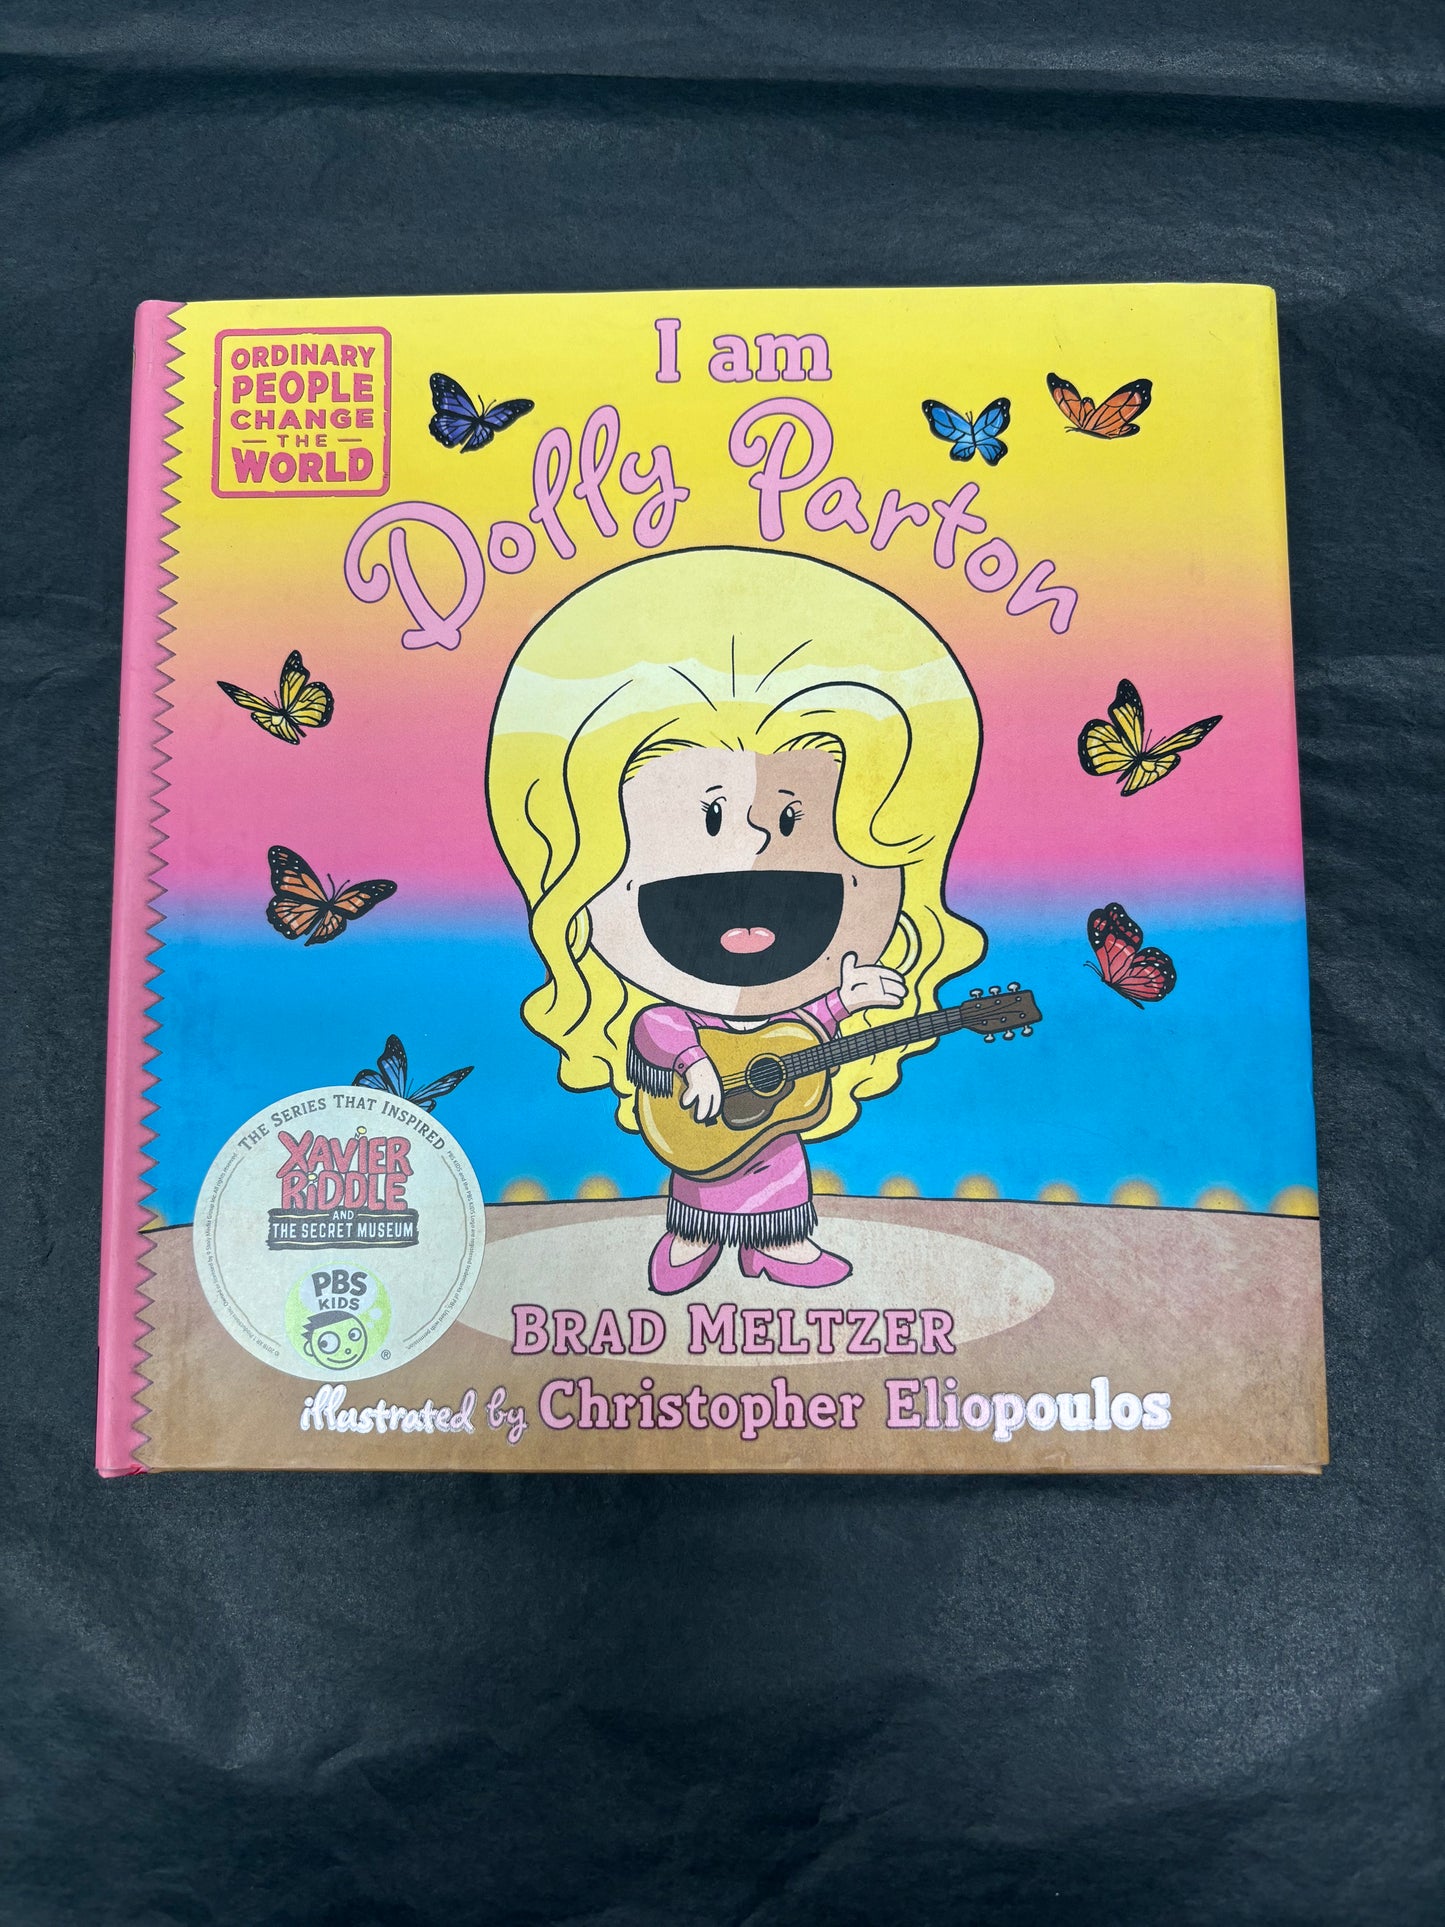 ORDINARY
PEOPLE
CHANGE
THE
WORLD
I am
Dolly Parton
THE SERIES THAT INSPIRED
XAVIER
RiDDLE
AND
THE SECRET MUSEUM
PBS
KIDS
®
BRAD MELTZER
illustrated by Christopher Eliopoulos